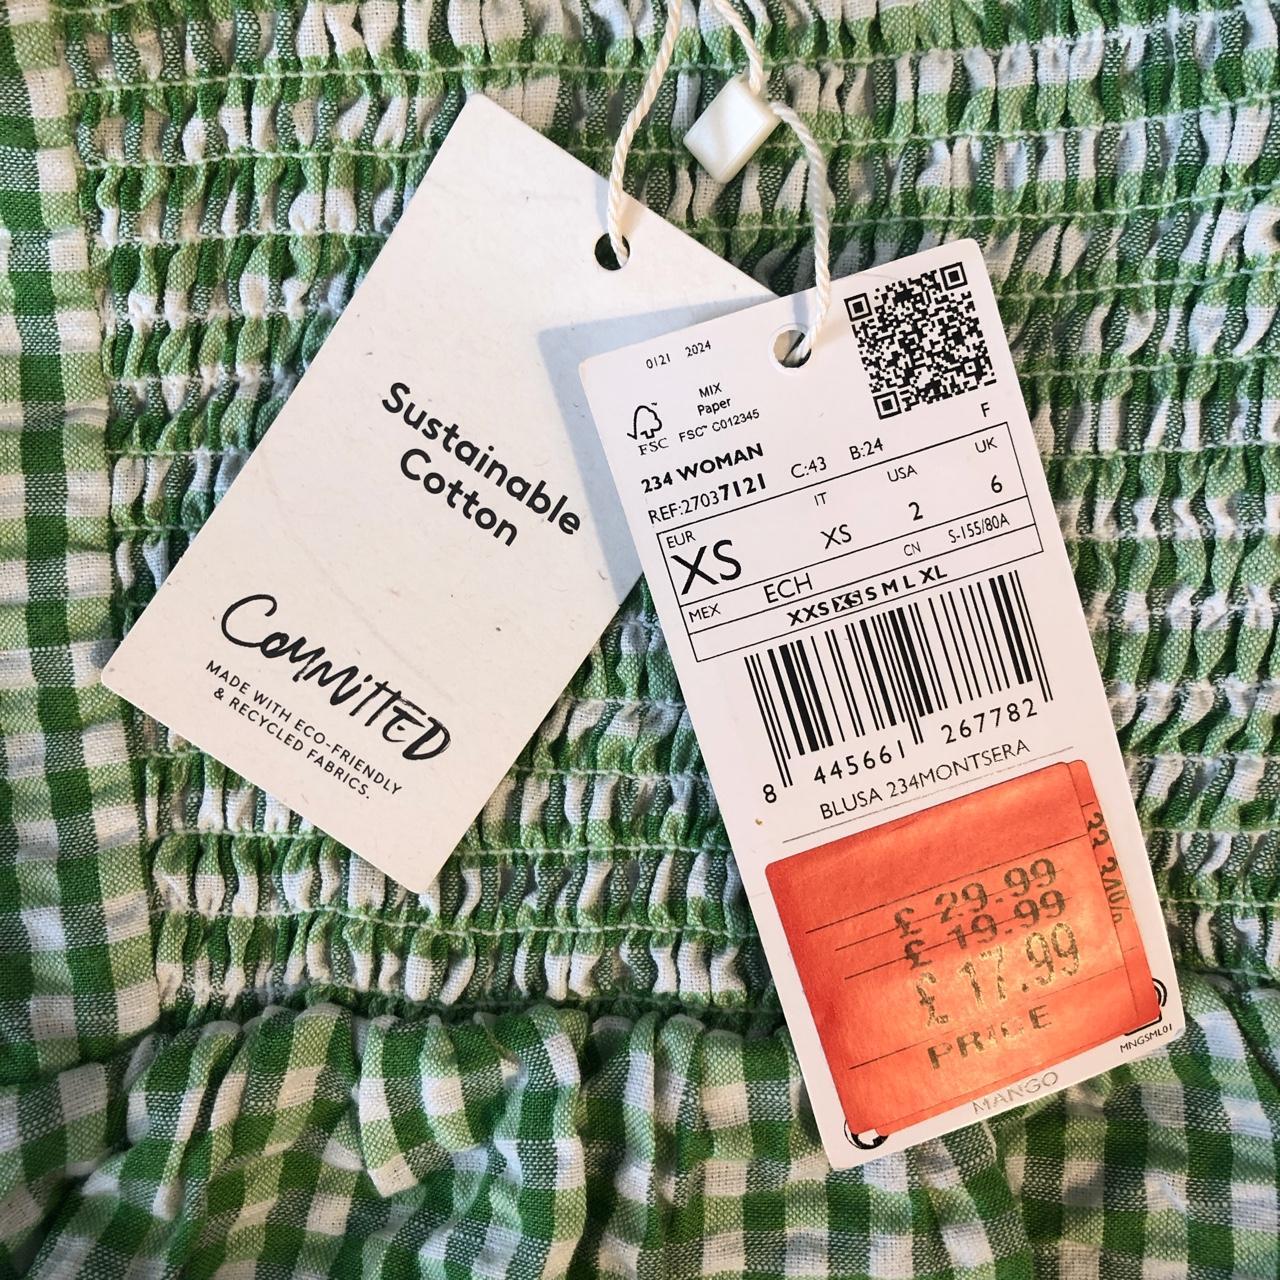 Sustainable
Cotton
COMMITTED
MADE WITH ECO-FRIENDLY
& RECYCLED FABRICS.
0121 2024
MIX
Paper
FSC™ C012345
FSC
234 WOMAN
REF:27037121 C:43 B:24 F
EUR IT USA UK
XS XS 2 6
MEX ECH CN S-155/80A
XXS XS S M L XL
8 445661 267782
BLUSA 234MONTSERA
£ 29.99
£ 19.99
£ 17.99
PRICE
MANGO
MNGSML01